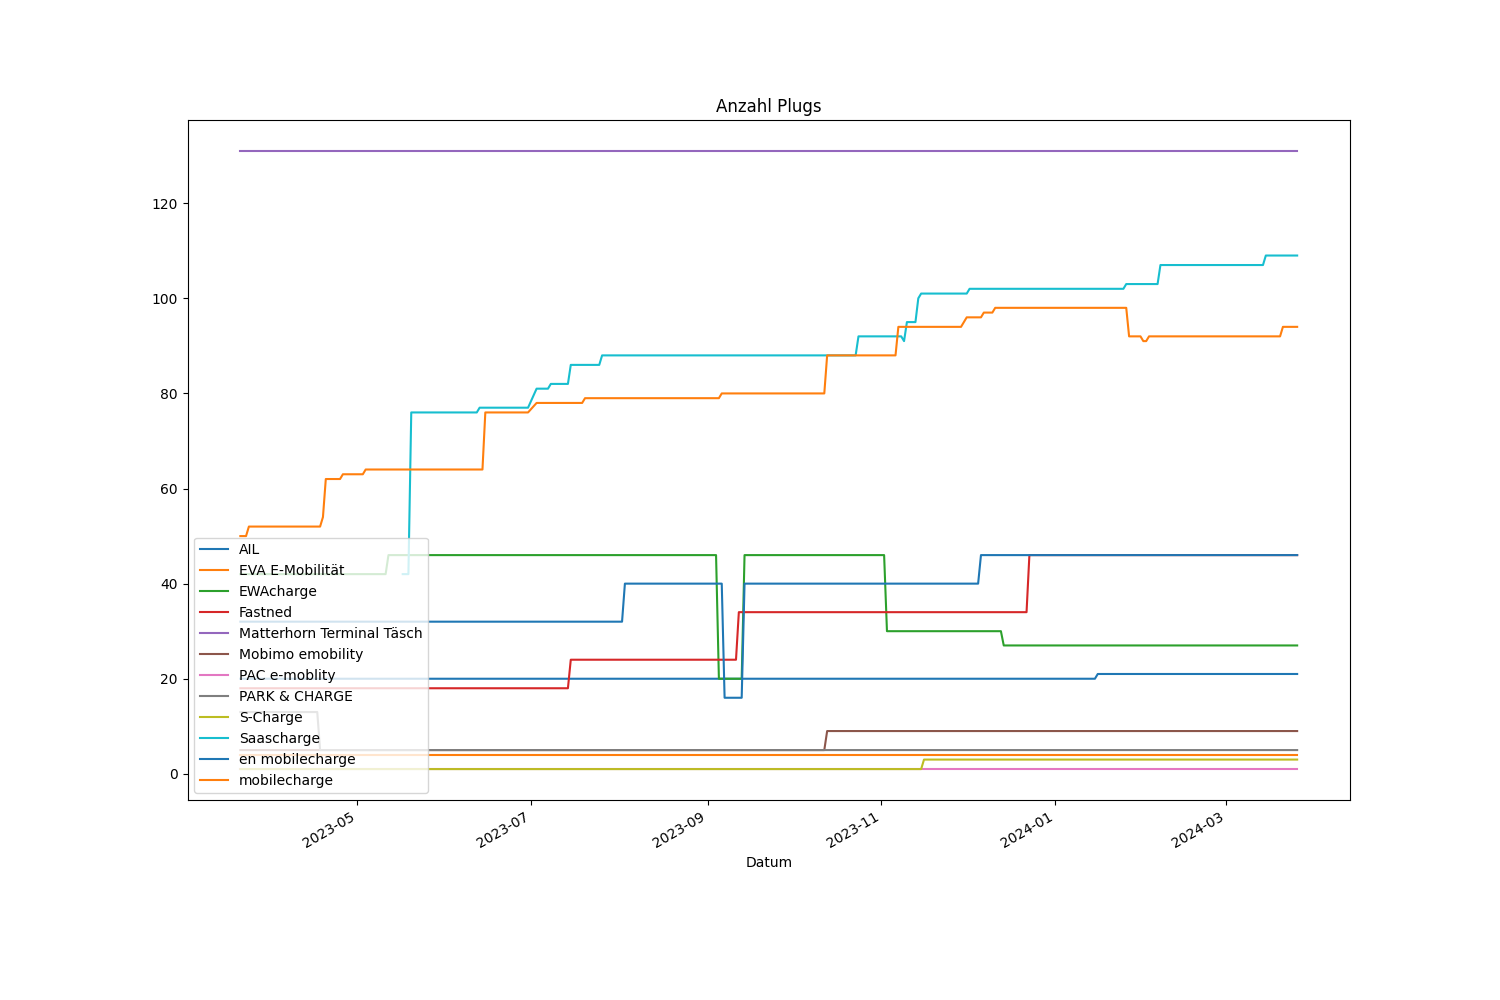 Anzahl Plugs
120
100
80
60
40
20
0
AIL
EVA E-Mobilität
EWAcharge
Fastned
Matterhorn Terminal Täsch
Mobimo emobility
PAC e-moblity
PARK & CHARGE
S-Charge
Saascharge
en mobilecharge
mobilecharge
2023-05
2023-07
2023-09
2023-11
2024-01
2024-03
Datum